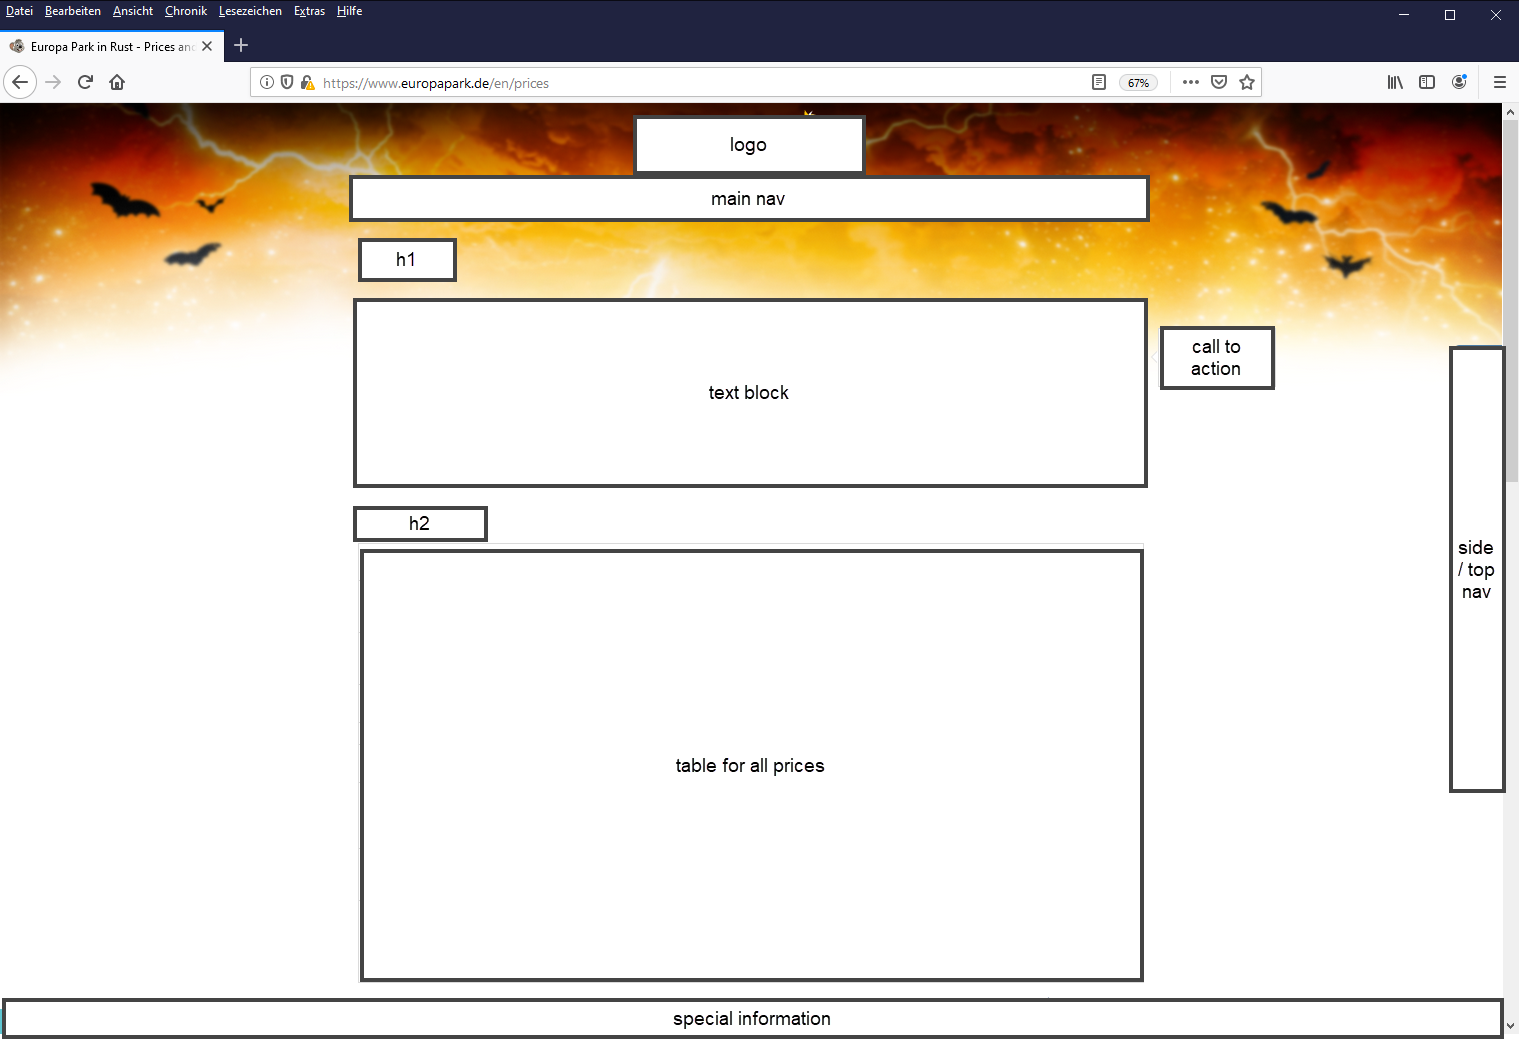 Datei Bearbeiten Ansicht Chronik Lesezeichen Extras Hilfe
Europa Park in Rust - Prices and
https://www.europapark.de/en/prices
67%
logo
main nav
h1
text block
call to
action
h2
side
/ top
nav
table for all prices
special information